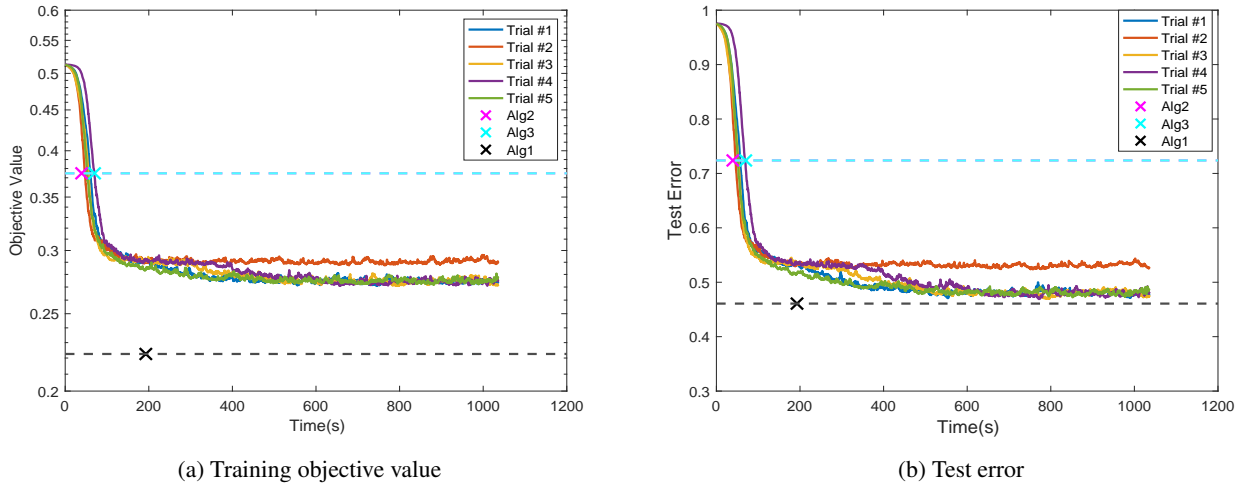 0.6
0.5
0.45
0.4
0.37
0.3
0.25
0.2
0
200
400
600
800
1000
1200
Objective Value
Time(s)
Trial #1
Trial #2
Trial #3
Trial #4
Trial #5
Alg2
Alg3
Alg1
(a) Training objective value
1
0.9
0.8
0.7
0.6
0.5
0.4
0.3
0
200
400
600
800
1000
1200
Test Error
Time(s)
Trial #1
Trial #2
Trial #3
Trial #4
Trial #5
Alg2
Alg3
Alg1
(b) Test error